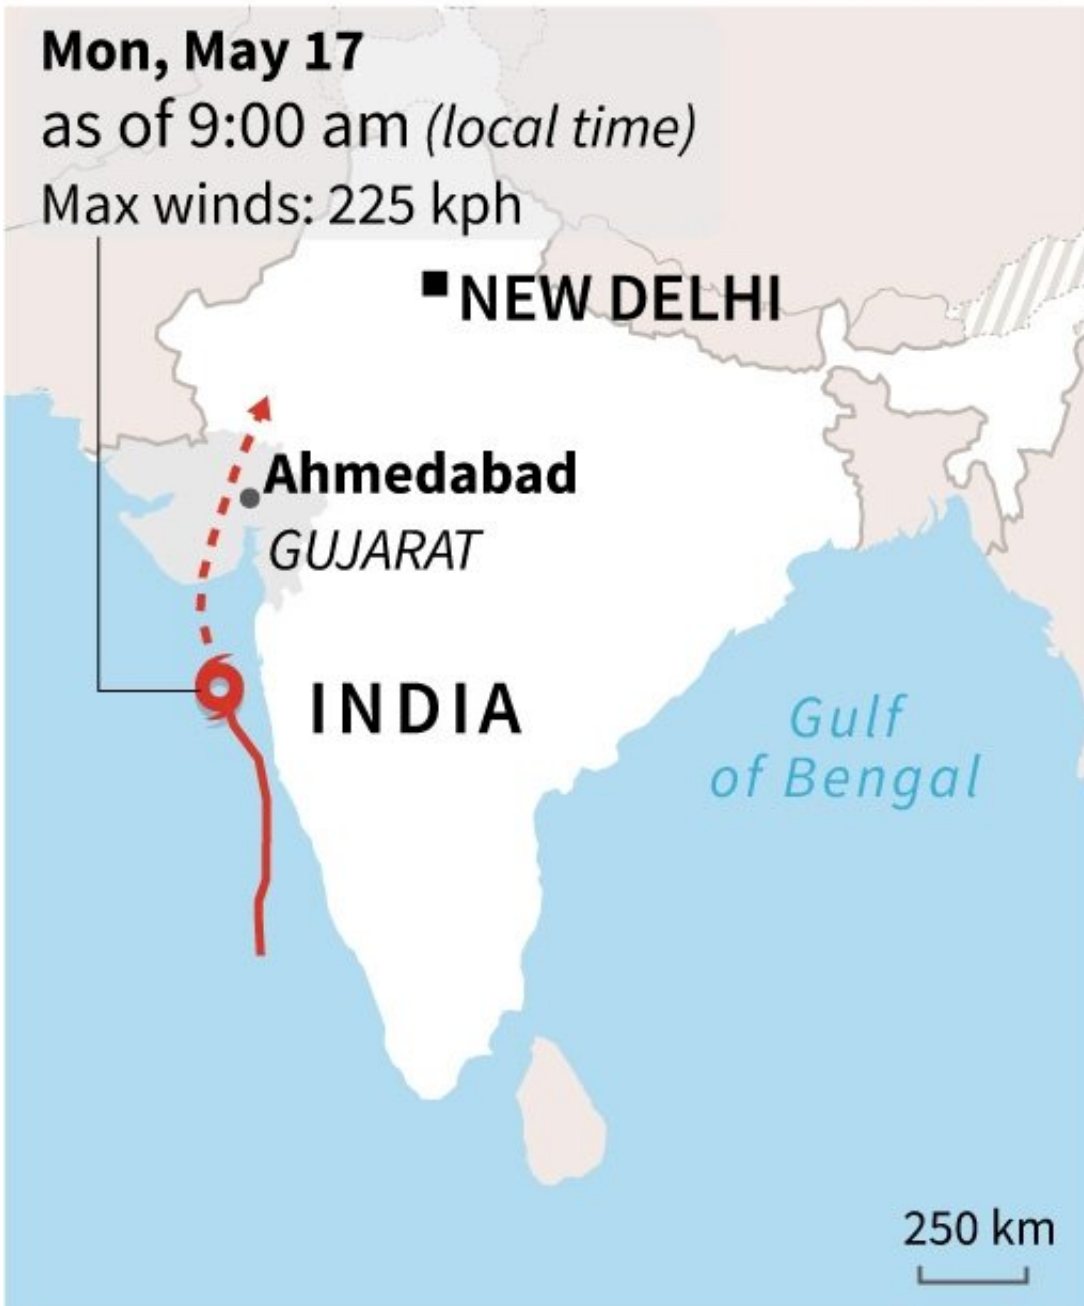 Mon, May 17
as of 9:00 am (local time)
Max winds: 225 kph
NEW DELHI
Ahmedabad
GUJARAT
INDIA
Gulf
of Bengal
250 km